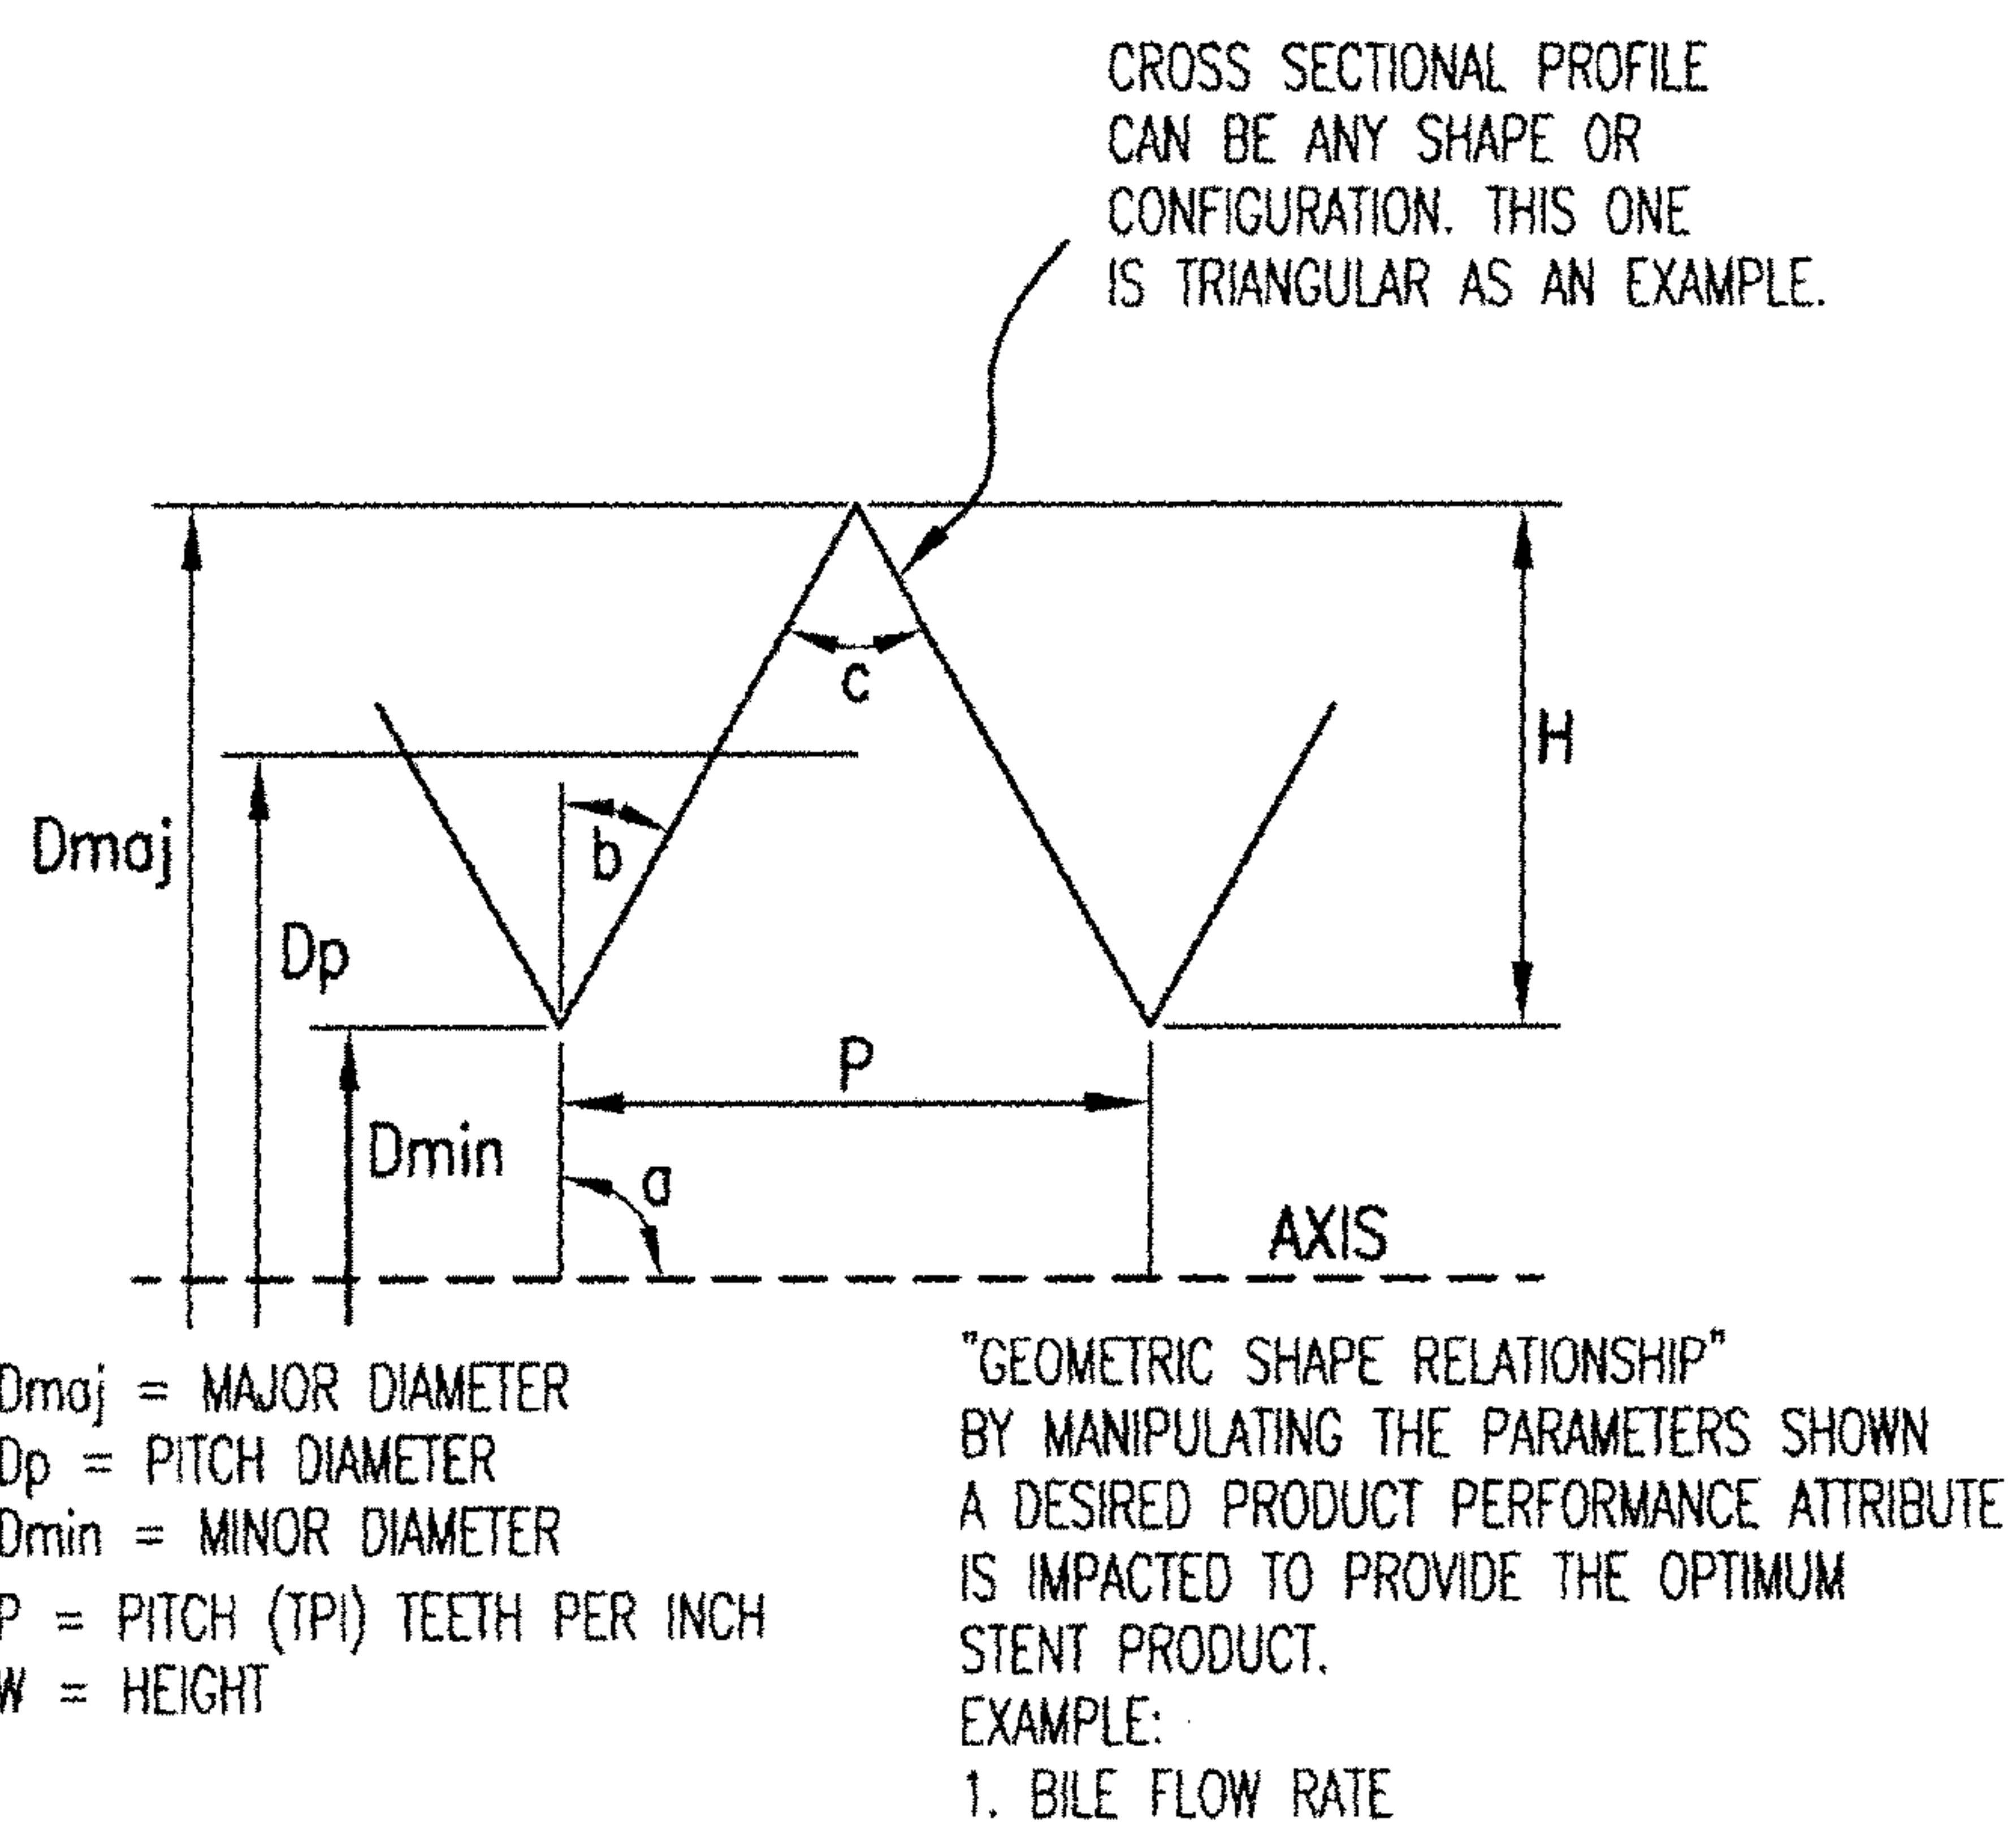 CROSS SECTIONAL PROFILE
CAN BE ANY SHAPE OR
CONFIGURATION. THIS ONE
IS TRIANGULAR AS AN EXAMPLE.
c
H
Dmaj
b
Dp
P
Dmin
a
AXIS
Dmaj = MAJOR DIAMETER
Dp = PITCH DIAMETER
Dmin = MINOR DIAMETER
P = PITCH (TPI) TEETH PER INCH
W = HEIGHT
"GEOMETRIC SHAPE RELATIONSHIP"
BY MANIPULATING THE PARAMETERS SHOWN
A DESIRED PRODUCT PERFORMANCE ATTRIBUTE
IS IMPACTED TO PROVIDE THE OPTIMUM
STENT PRODUCT.
EXAMPLE:
1. BILE FLOW RATE